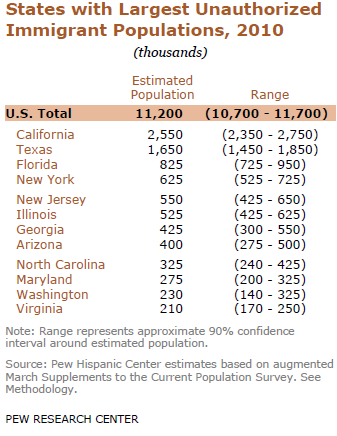 States with Largest Unauthorized
Immigrant Populations, 2010
(thousands)
Estimated
Population Range
U.S. Total 11,200 (10,700 - 11,700)
California 2,550 (2,350 - 2,750)
Texas 1,650 (1,450 - 1,850)
Florida 825 (725 - 950)
New York 625 (525 - 725)
New Jersey 550 (425 - 650)
Illinois 525 (425 - 625)
Georgia 425 (300 - 550)
Arizona 400 (275 - 500)
North Carolina 325 (240 - 425)
Maryland 275 (200 - 325)
Washington 230 (140 - 325)
Virginia 210 (170 - 250)
Note: Range represents approximate 90% confidence
interval around estimated population.
Source: Pew Hispanic Center estimates based on augmented
March Supplements to the Current Population Survey. See
Methodology.
PEW RESEARCH CENTER